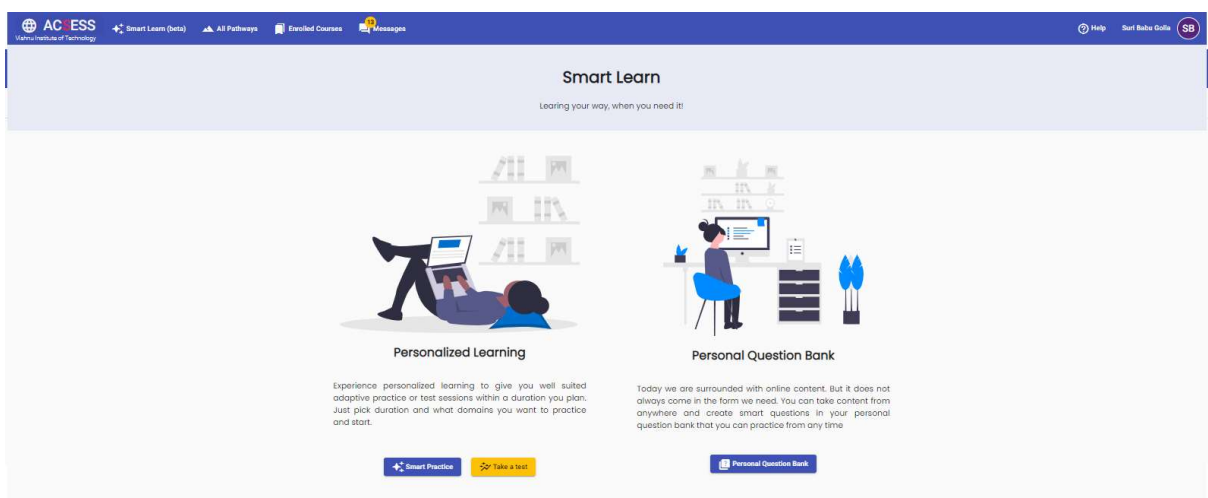 ACSESS
Vishnu Institute of Technology
Smart Learn (beta)
All Pathways
Enrolled Courses
13
Messages
Help
Suri Babu Golla
SB
Smart Learn
Learing your way, when you need it!
Personalized Learning
Experience personalized learning to give you well suited
adaptive practice or test sessions within a duration you plan.
Just pick duration and what domains you want to practice
and start.
Smart Practice
Take a test
Personal Question Bank
Today we are surrounded with online content. But it does not
always come in the form we need. You can take content from
anywhere and create smart questions in your personal
question bank that you can practice from any time
Personal Question Bank